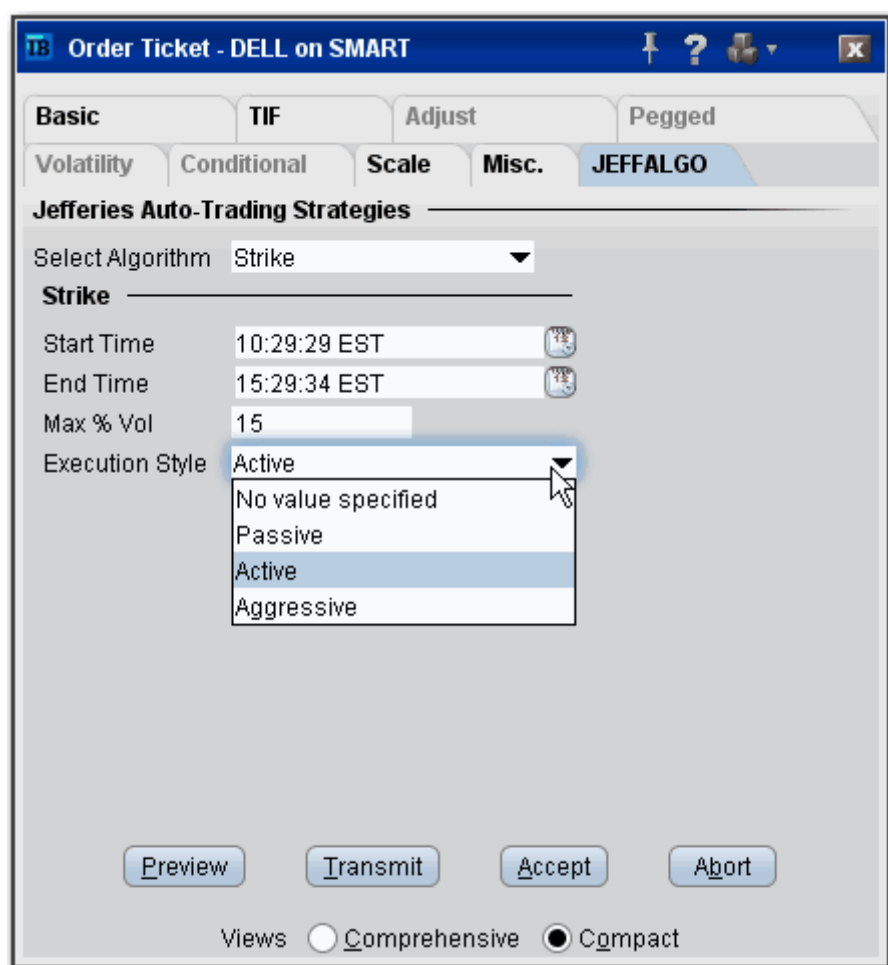 TB Order Ticket - DELL on SMART ?
Basic TIF Adjust Pegged
Volatility Conditional Scale Misc. JEFFALGO
Jefferies Auto-Trading Strategies
Select Algorithm Strike
Strike
Start Time 10:29:29 EST
End Time 15:29:34 EST
Max % Vol 15
Execution Style Active
No value specified
Passive
Active
Aggressive
Preview Transmit Accept Abort
Views Comprehensive Compact